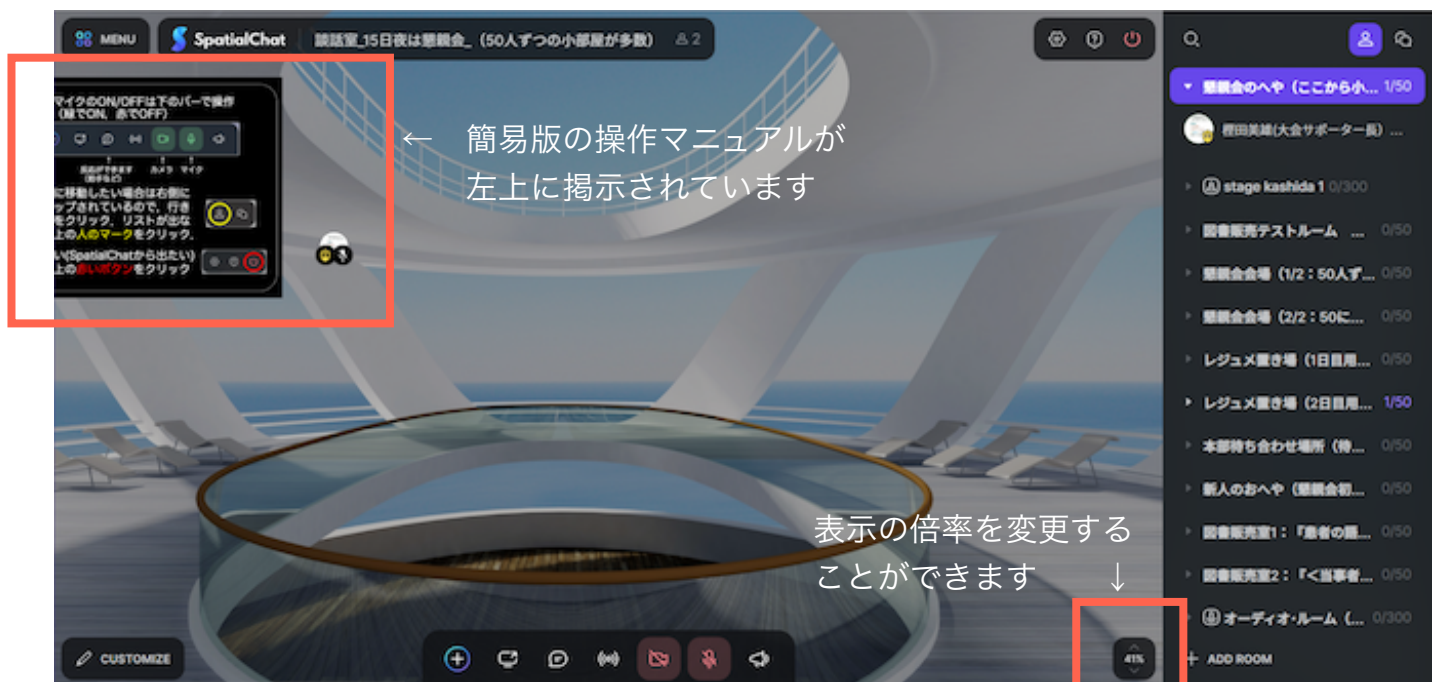 MENU
SpatialChat
談話室_15日夜は懇親会_（50人ずつの小部屋が多数） 2
マイクのON/OFFは下のバーで操作
（緑でON、赤でOFF）
カメラ マイク
に移動したい場合は右側に
ップされているので，行き
をクリック．リストが出な
上の人のマークをクリック．
い(SpatialChatから出たい)
上の赤いボタンをクリック
← 簡易版の操作マニュアルが
左上に掲示されています
表示の倍率を変更する
ことができます ↓
41%
CUSTOMIZE
懇親会のへや（ここから小... 1/50
樫田美雄(大会サポーター長) ...
stage kashida 1 0/300
図書販売テストルーム ... 0/50
懇親会会場（1/2：50人ず... 0/50
懇親会会場（2/2：50に... 0/50
レジュメ置き場（1日目用... 0/50
レジュメ置き場（2日目用... 1/50
本部待ち合わせ場所（待... 0/50
新人のおへや（懇親会初... 0/50
図書販売室1：『患者の語... 0/50
図書販売室2：『<当事者... 0/50
オーディオ・ルーム（... 0/300
ADD ROOM